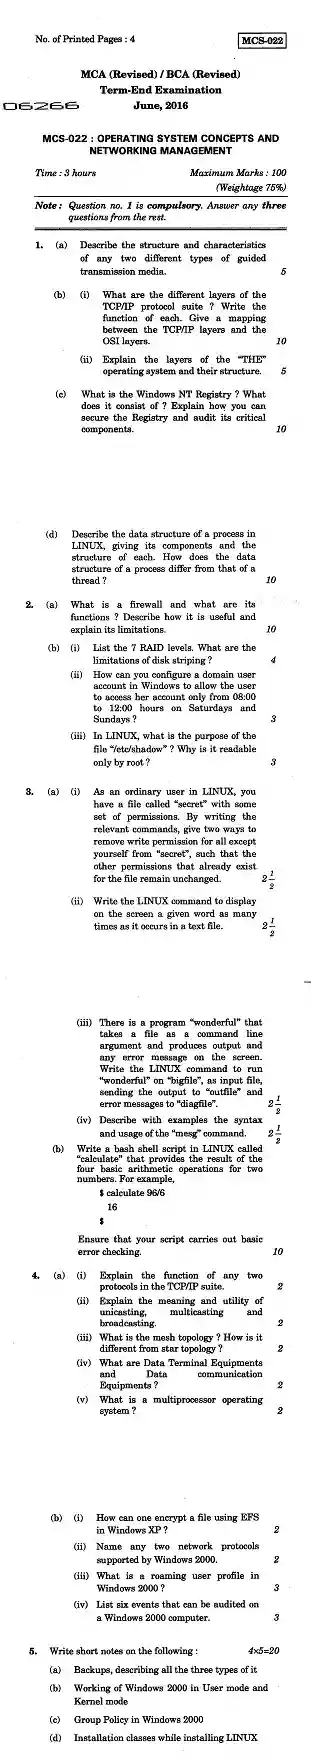 No. of Printed Pages : 4
MCS-022
MCA (Revised) / BCA (Revised)
Term-End Examination
06266
June, 2016
MCS-022 : OPERATING SYSTEM CONCEPTS AND
NETWORKING MANAGEMENT
Time : 3 hours
Maximum Marks : 100
(Weightage 75%)
Note : Question no. 1 is compulsory. Answer any three
questions from the rest.
1. (a) Describe the structure and characteristics
of any two different types of guided
transmission media. 5
(b) (i) What are the different layers of the
TCP/IP protocol suite ? Write the
function of each. Give a mapping
between the TCP/IP layers and the
OSI layers. 10
(ii) Explain the layers of the "THE"
operating system and their structure. 5
(c) What is the Windows NT Registry ? What
does it consist of ? Explain how you can
secure the Registry and audit its critical
components. 10
(d) Describe the data structure of a process in
LINUX, giving its components and the
structure of each. How does the data
structure of a process differ from that of a
thread ? 10
2. (a) What is a firewall and what are its
functions ? Describe how it is useful and
explain its limitations. 10
(b) (i) List the 7 RAID levels. What are the
limitations of disk striping ? 4
(ii) How can you configure a domain user
account in Windows to allow the user
to access her account only from 08:00
to 12:00 hours on Saturdays and
Sundays ? 3
(iii) In LINUX, what is the purpose of the
file "/etc/shadow" ? Why is it readable
only by root ? 3
3. (a) (i) As an ordinary user in LINUX, you
have a file called "secret" with some
set of permissions. By writing the
relevant commands, give two ways to
remove write permission for all except
yourself from "secret", such that the
other permissions that already exist
for the file remain unchanged. 2 1/2
(ii) Write the LINUX command to display
on the screen a given word as many
times as it occurs in a text file. 2 1/2
(iii) There is a program "wonderful" that
takes a file as a command line
argument and produces output and
any error message on the screen.
Write the LINUX command to run
"wonderful" on "bigfile", as input file,
sending the output to "outfile" and
error messages to "diagfile". 2 1/2
(iv) Describe with examples the syntax
and usage of the "mesg" command. 2 1/2
(b) Write a bash shell script in LINUX called
"calculate" that provides the result of the
four basic arithmetic operations for two
numbers. For example,
$ calculate 96/6
16
$
Ensure that your script carries out basic
error checking. 10
4. (a) (i) Explain the function of any two
protocols in the TCP/IP suite. 2
(ii) Explain the meaning and utility of
unicasting, multicasting and
broadcasting. 2
(iii) What is the mesh topology ? How is it
different from star topology ? 2
(iv) What are Data Terminal Equipments
and Data communication
Equipments ? 2
(v) What is a multiprocessor operating
system ? 2
(b) (i) How can one encrypt a file using EFS
in Windows XP ? 2
(ii) Name any two network protocols
supported by Windows 2000. 2
(iii) What is a roaming user profile in
Windows 2000 ? 3
(iv) List six events that can be audited on
a Windows 2000 computer. 3
5. Write short notes on the following : 4×5=20
(a) Backups, describing all the three types of it
(b) Working of Windows 2000 in User mode and
Kernel mode
(c) Group Policy in Windows 2000
(d) Installation classes while installing LINUX